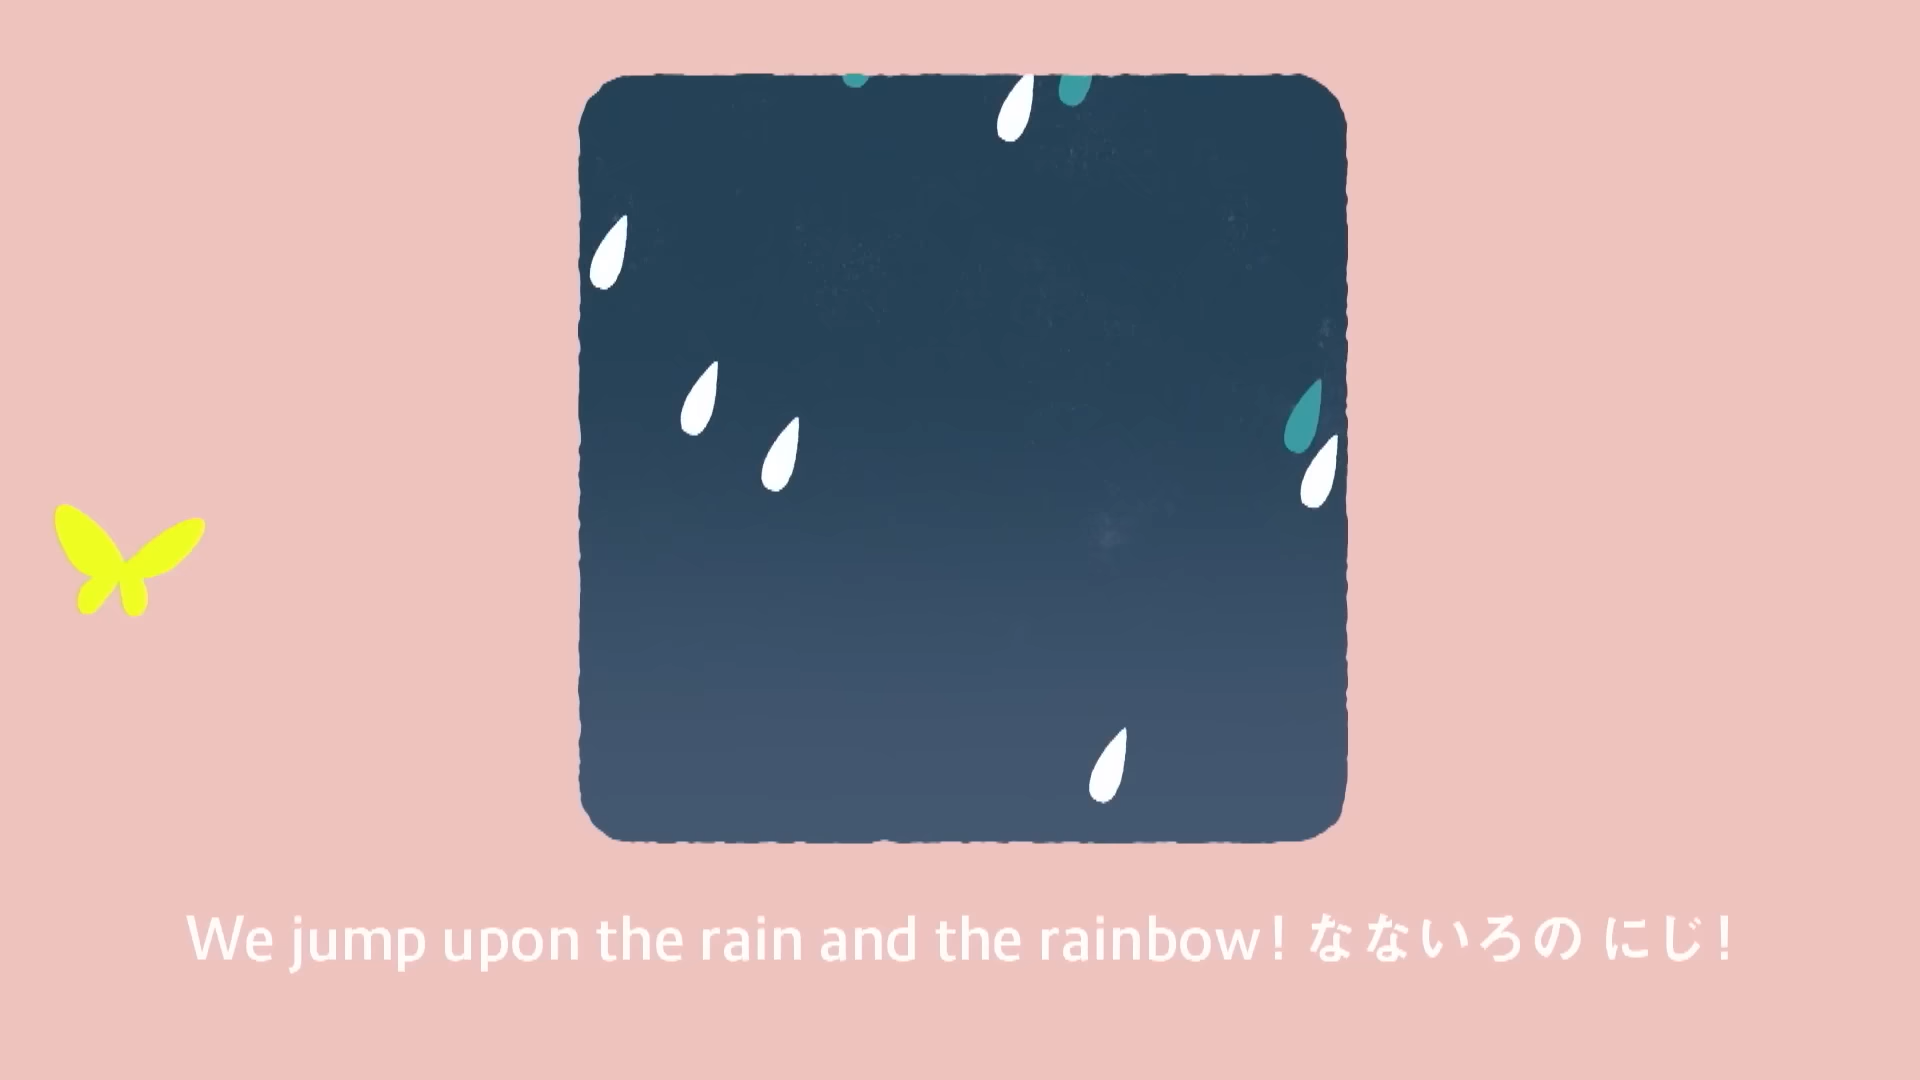 We jump upon the rain and the rainbow! なないろの にじ!